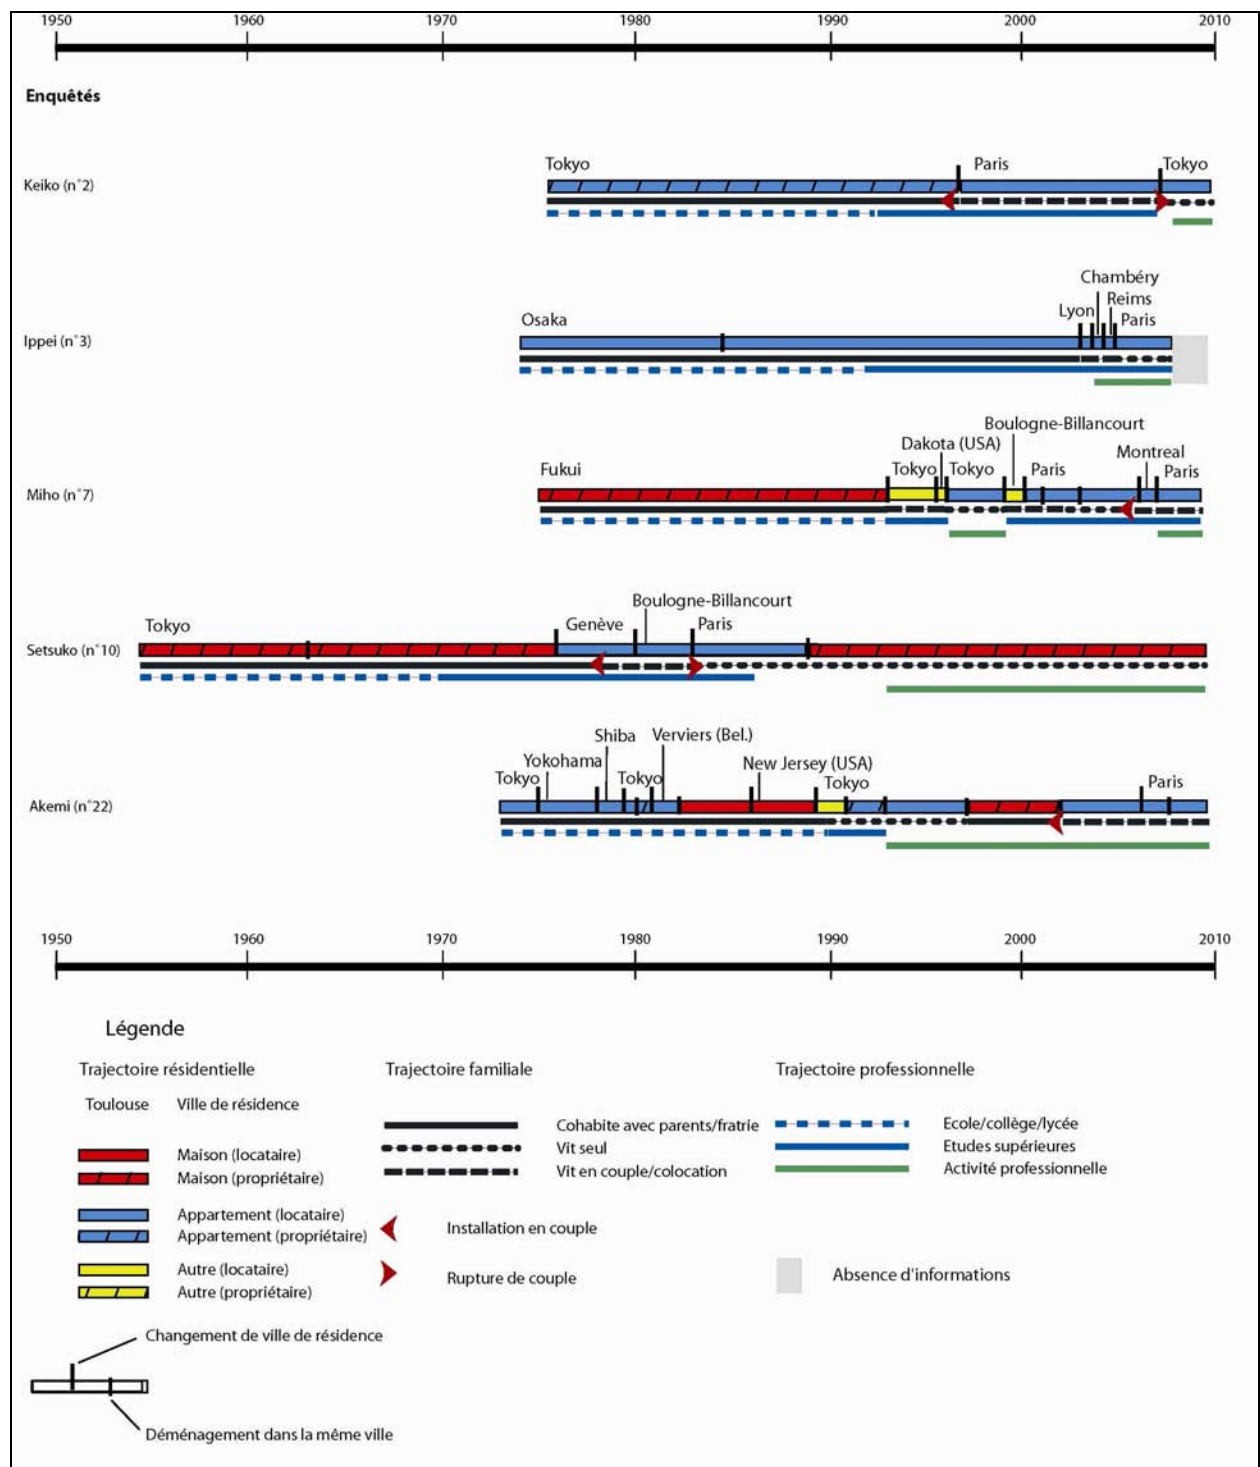 1950 1960 1970 1980 1990 2000 2010
Enquêtés
Tokyo Paris Tokyo
Keiko (n°2)
Chambéry
Reims
Osaka Lyon Paris
Ippei (n°3)
Boulogne-Billancourt
Dakota (USA) Montreal
Fukui Tokyo Tokyo Paris Paris
Miho (n°7)
Boulogne-Billancourt
Tokyo Genève Paris
Setsuko (n°10)
Shiba Verviers (Bel.)
Yokohama New Jersey (USA)
Tokyo Tokyo Tokyo Paris
Akemi (n°22)
1950 1960 1970 1980 1990 2000 2010
Légende
Trajectoire résidentielle Trajectoire familiale Trajectoire professionnelle
Toulouse Ville de résidence
Cohabite avec parents/fratrie Ecole/collège/lycée
Maison (locataire) Vit seul Etudes supérieures
Maison (propriétaire) Vit en couple/colocation Activité professionnelle
Appartement (locataire)
Appartement (propriétaire) Installation en couple
Autre (locataire) Rupture de couple Absence d'informations
Autre (propriétaire)
Changement de ville de résidence
Déménagement dans la même ville